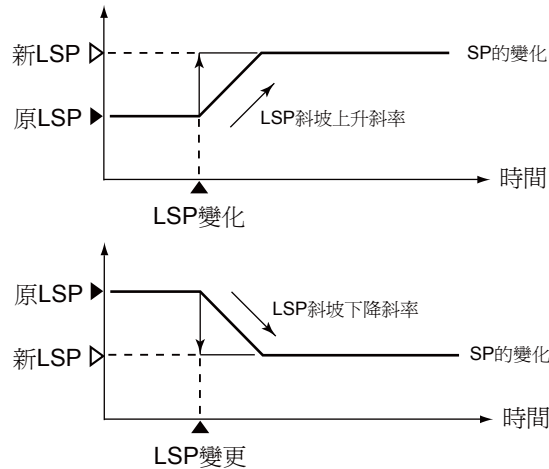 新LSP
SP的變化
原LSP
LSP斜坡上升斜率
時間
LSP變化
原LSP
LSP斜坡下降斜率
新LSP
SP的變化
時間
LSP變更